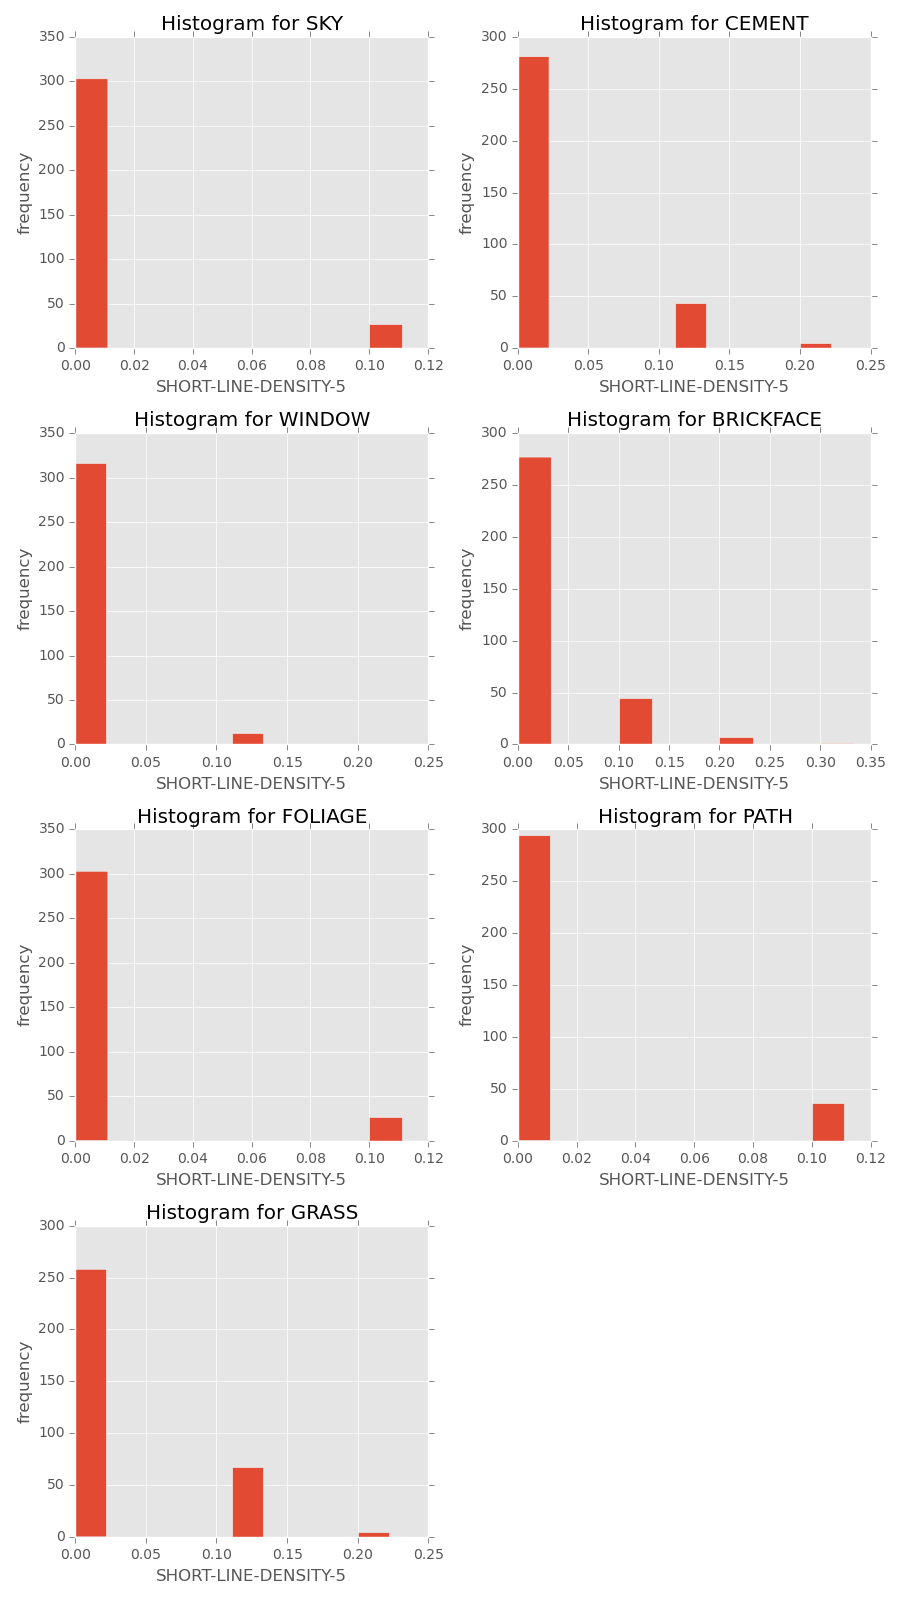 Histogram for SKY
350
300
250
200
150
100
50
0
frequency
0.00 0.02 0.04 0.06 0.08 0.10 0.12
SHORT-LINE-DENSITY-5
Histogram for CEMENT
300
250
200
150
100
50
0
frequency
0.00 0.05 0.10 0.15 0.20 0.25
SHORT-LINE-DENSITY-5
Histogram for WINDOW
350
300
250
200
150
100
50
0
frequency
0.00 0.05 0.10 0.15 0.20 0.25
SHORT-LINE-DENSITY-5
Histogram for BRICKFACE
300
250
200
150
100
50
0
frequency
0.00 0.05 0.10 0.15 0.20 0.25 0.30 0.35
SHORT-LINE-DENSITY-5
Histogram for FOLIAGE
350
300
250
200
150
100
50
0
frequency
0.00 0.02 0.04 0.06 0.08 0.10 0.12
SHORT-LINE-DENSITY-5
Histogram for PATH
300
250
200
150
100
50
0
frequency
0.00 0.02 0.04 0.06 0.08 0.10 0.12
SHORT-LINE-DENSITY-5
Histogram for GRASS
300
250
200
150
100
50
0
frequency
0.00 0.05 0.10 0.15 0.20 0.25
SHORT-LINE-DENSITY-5